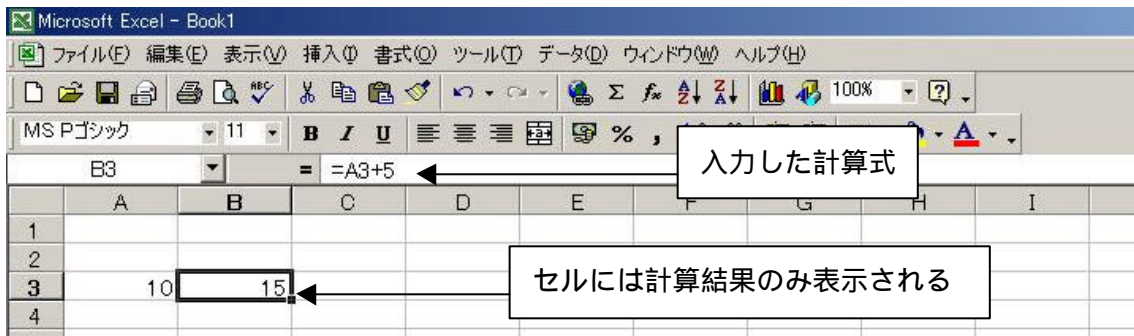 Microsoft Excel - Book1
ファイル(F) 編集(E) 表示(V) 挿入(I) 書式(O) ツール(T) データ(D) ウィンドウ(W) ヘルプ(H)
ABC Σ fx A Z Z A 100% ?
MS Pゴシック 11 B I U a % , A
入力した計算式
B3 = =A3+5
A B C D E F G H I
1
2
セルには計算結果のみ表示される
3 10 15
4